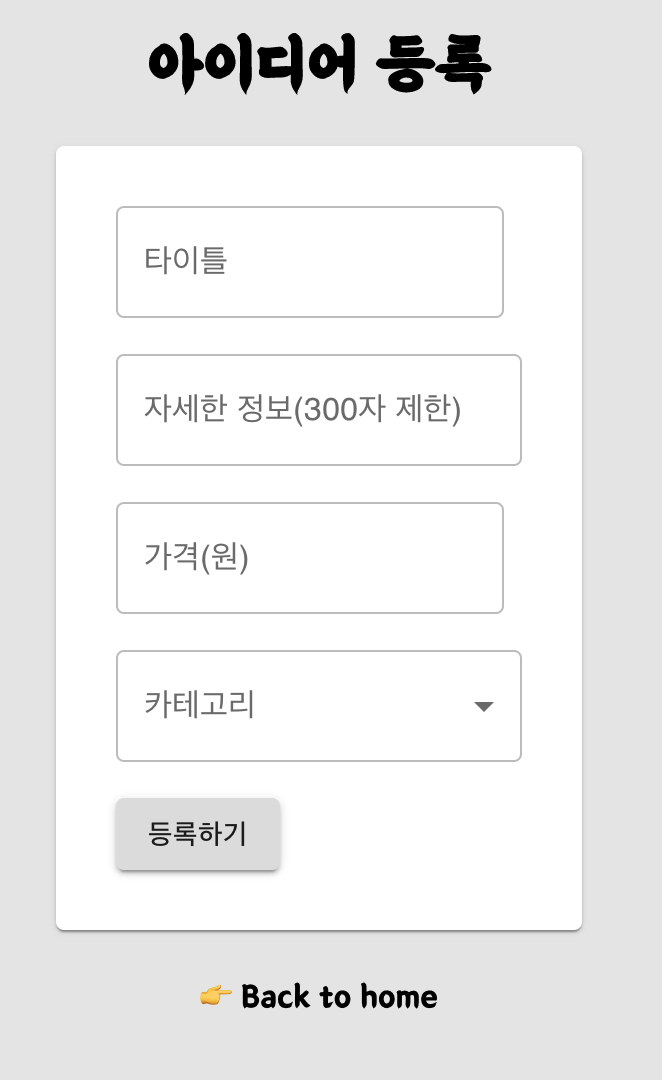 아이디어 등록
타이틀
자세한 정보(300자 제한)
가격(원)
카테고리
등록하기
👉 Back to home